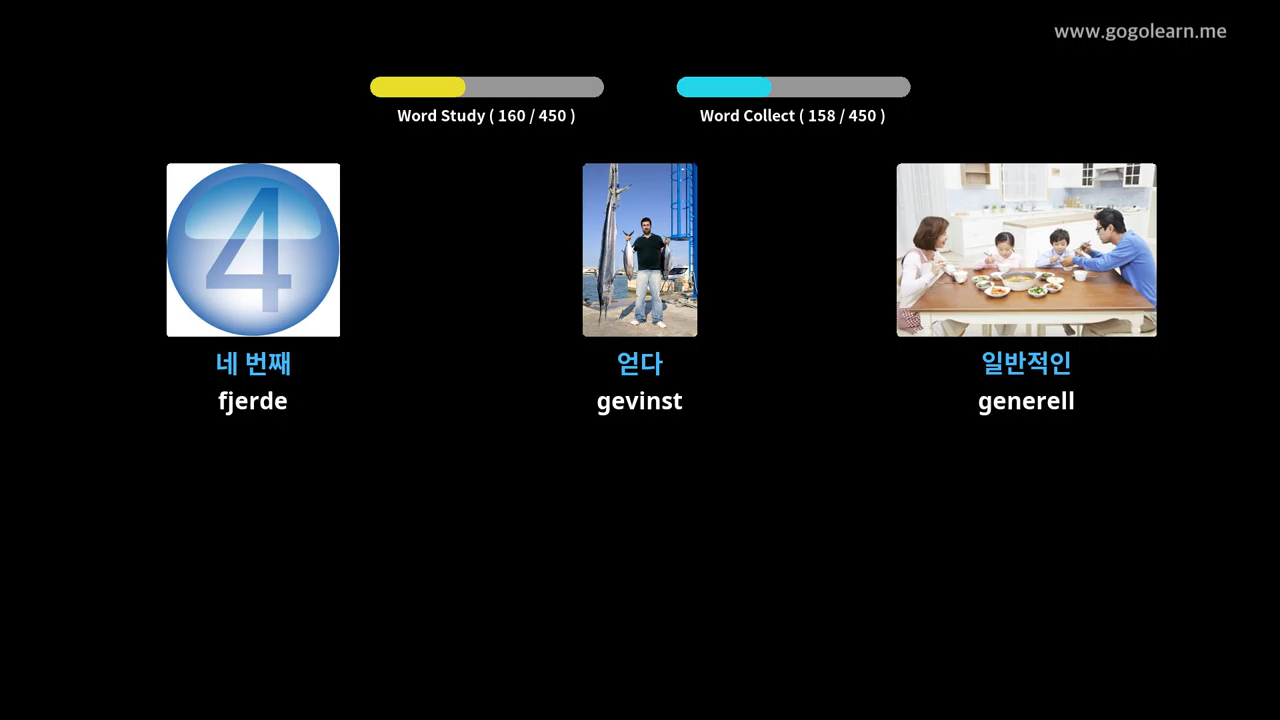 www.gogolearn.me
Word Study ( 160 / 450 )
Word Collect ( 158 / 450 )
4
네 번째
fjerde
얻다
gevinst
일반적인
generell